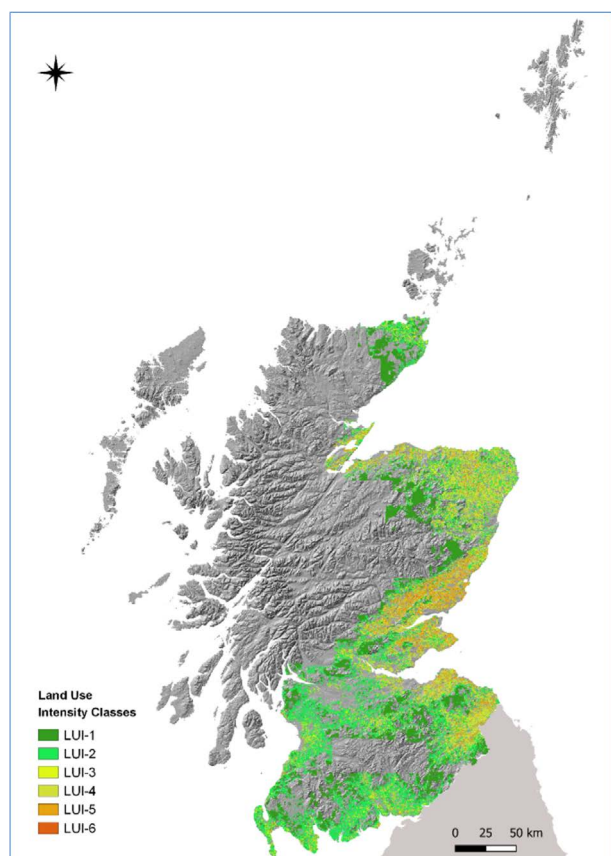 Land Use
Intensity Classes
LUI-1
LUI-2
LUI-3
LUI-4
LUI-5
LUI-6
0 25 50 km